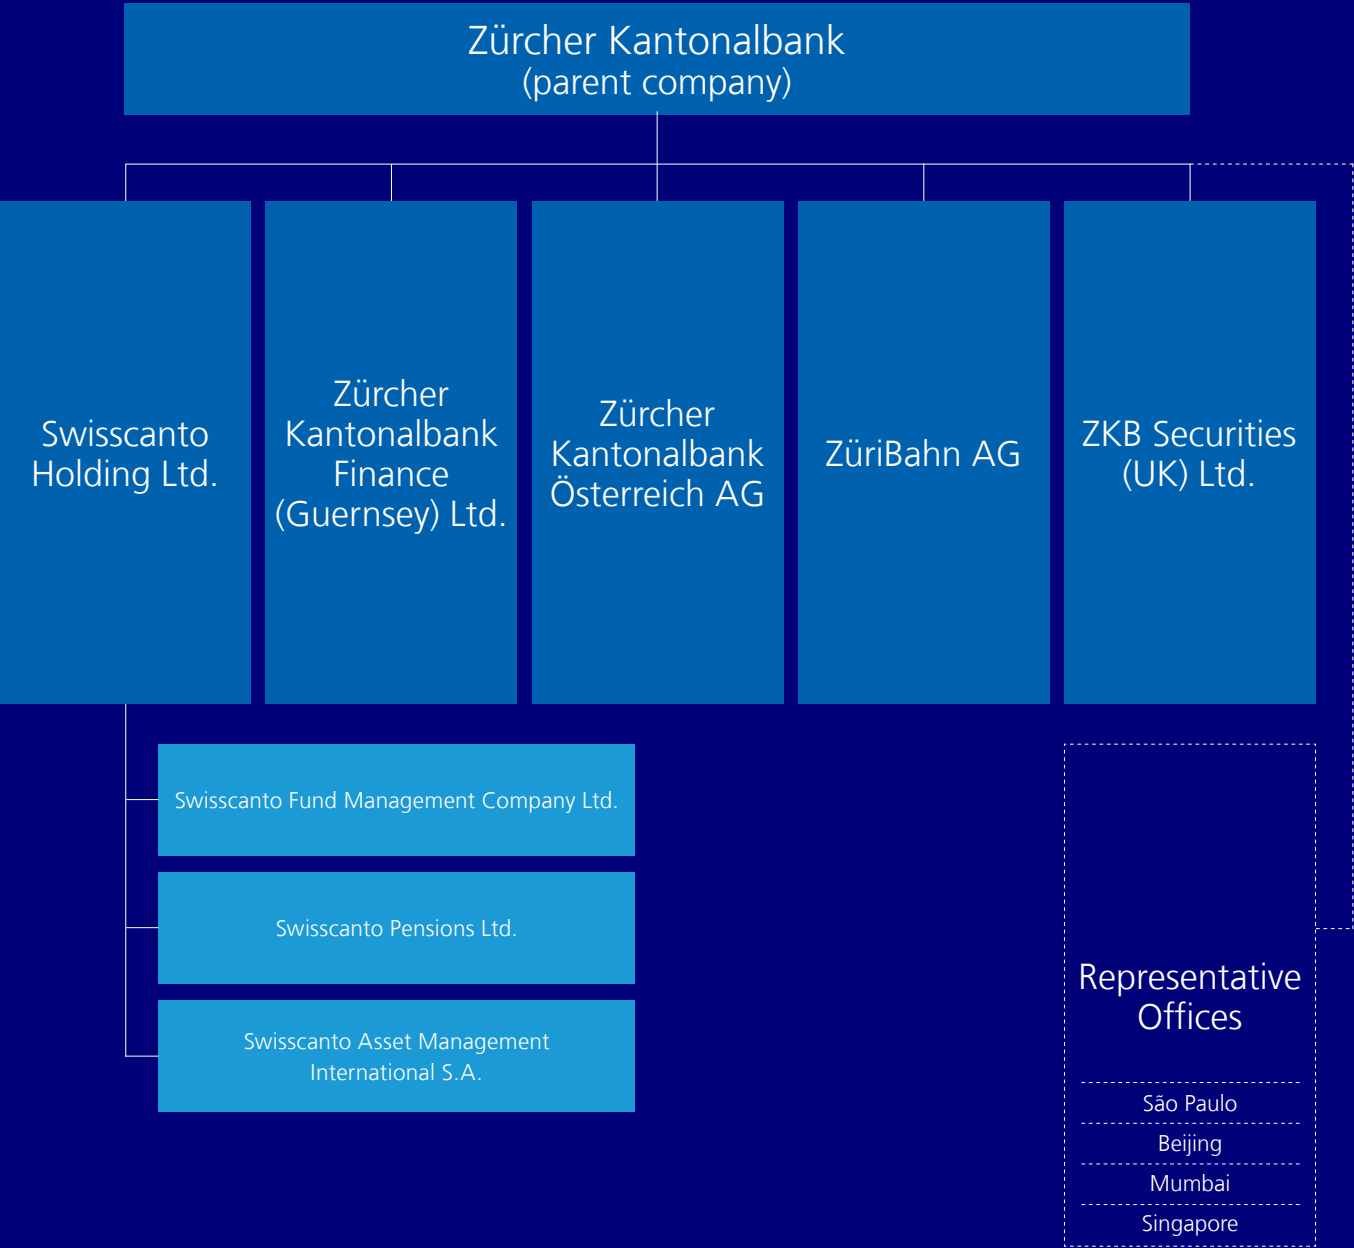 Zürcher Kantonalbank
(parent company)
Swisscanto
Holding Ltd.
Zürcher
Kantonalbank
Finance
(Guernsey) Ltd.
Zürcher
Kantonalbank
Österreich AG
ZüriBahn AG
ZKB Securities
(UK) Ltd.
Swisscanto Fund Management Company Ltd.
Swisscanto Pensions Ltd.
Swisscanto Asset Management
International S.A.
Representative
Offices
São Paulo
Beijing
Mumbai
Singapore